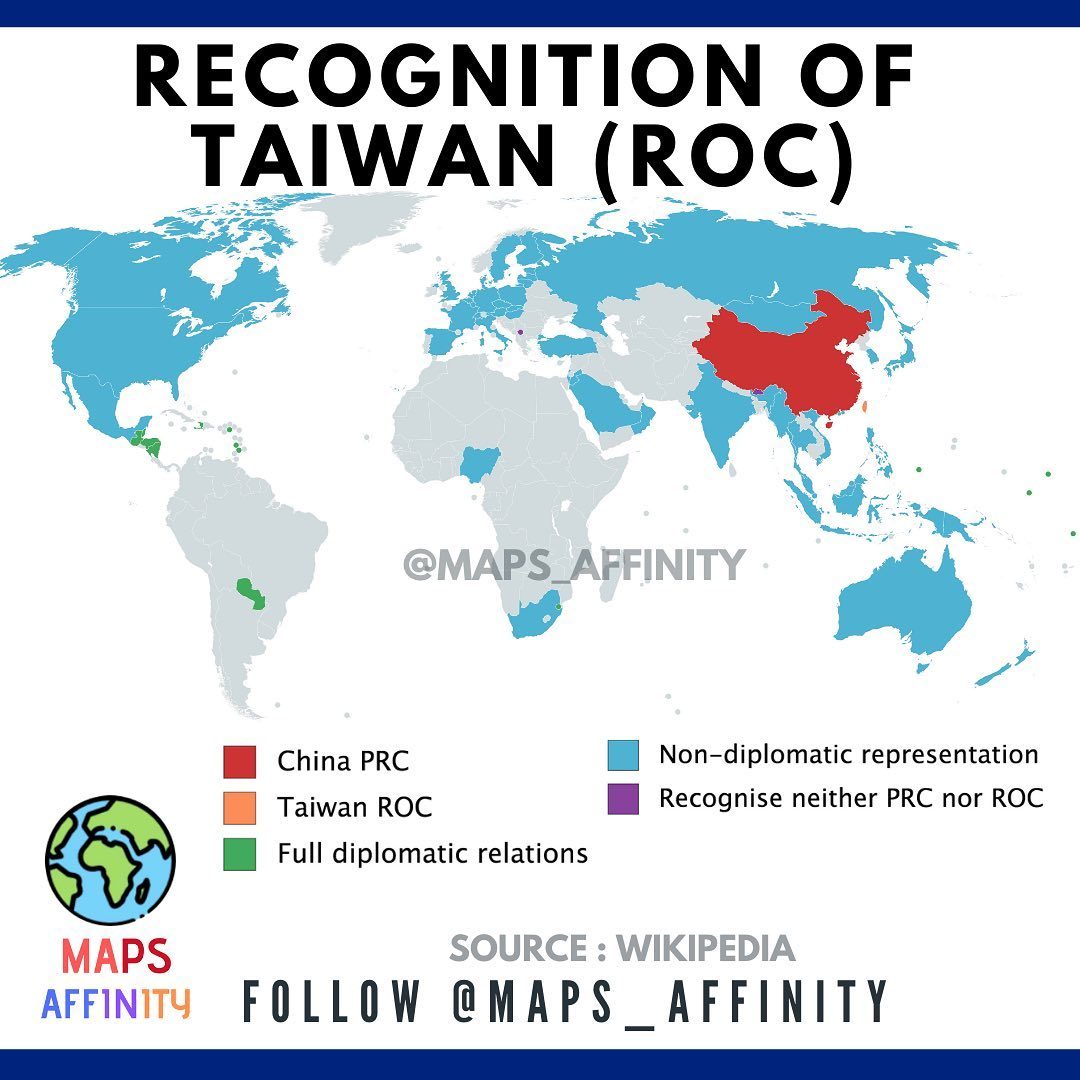 RECOGNITION OF
TAIWAN (ROC)
@MAPS_AFFINITY
China PRC
Taiwan ROC
Full diplomatic relations
Non-diplomatic representation
Recognise neither PRC nor ROC
MAPS
AFFINITY
SOURCE : WIKIPEDIA
FOLLOW @MAPS_AFFINITY